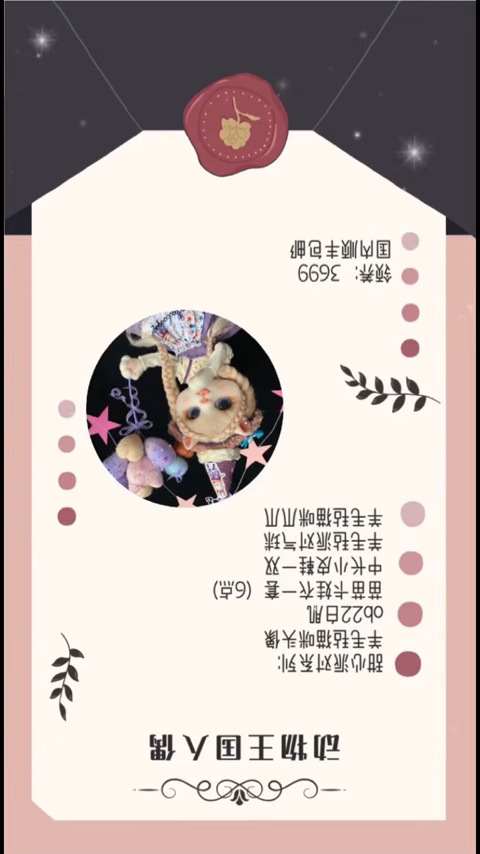 动物王国人偶
甜心派对系列:
羊毛毡猫咪头像
ob22白肌
苗苗卡娃衣一套 (6点)
中长小皮鞋一双
羊毛毡派对气球
羊毛毡猫咪爪爪
领养: 3699
国内顺丰包邮